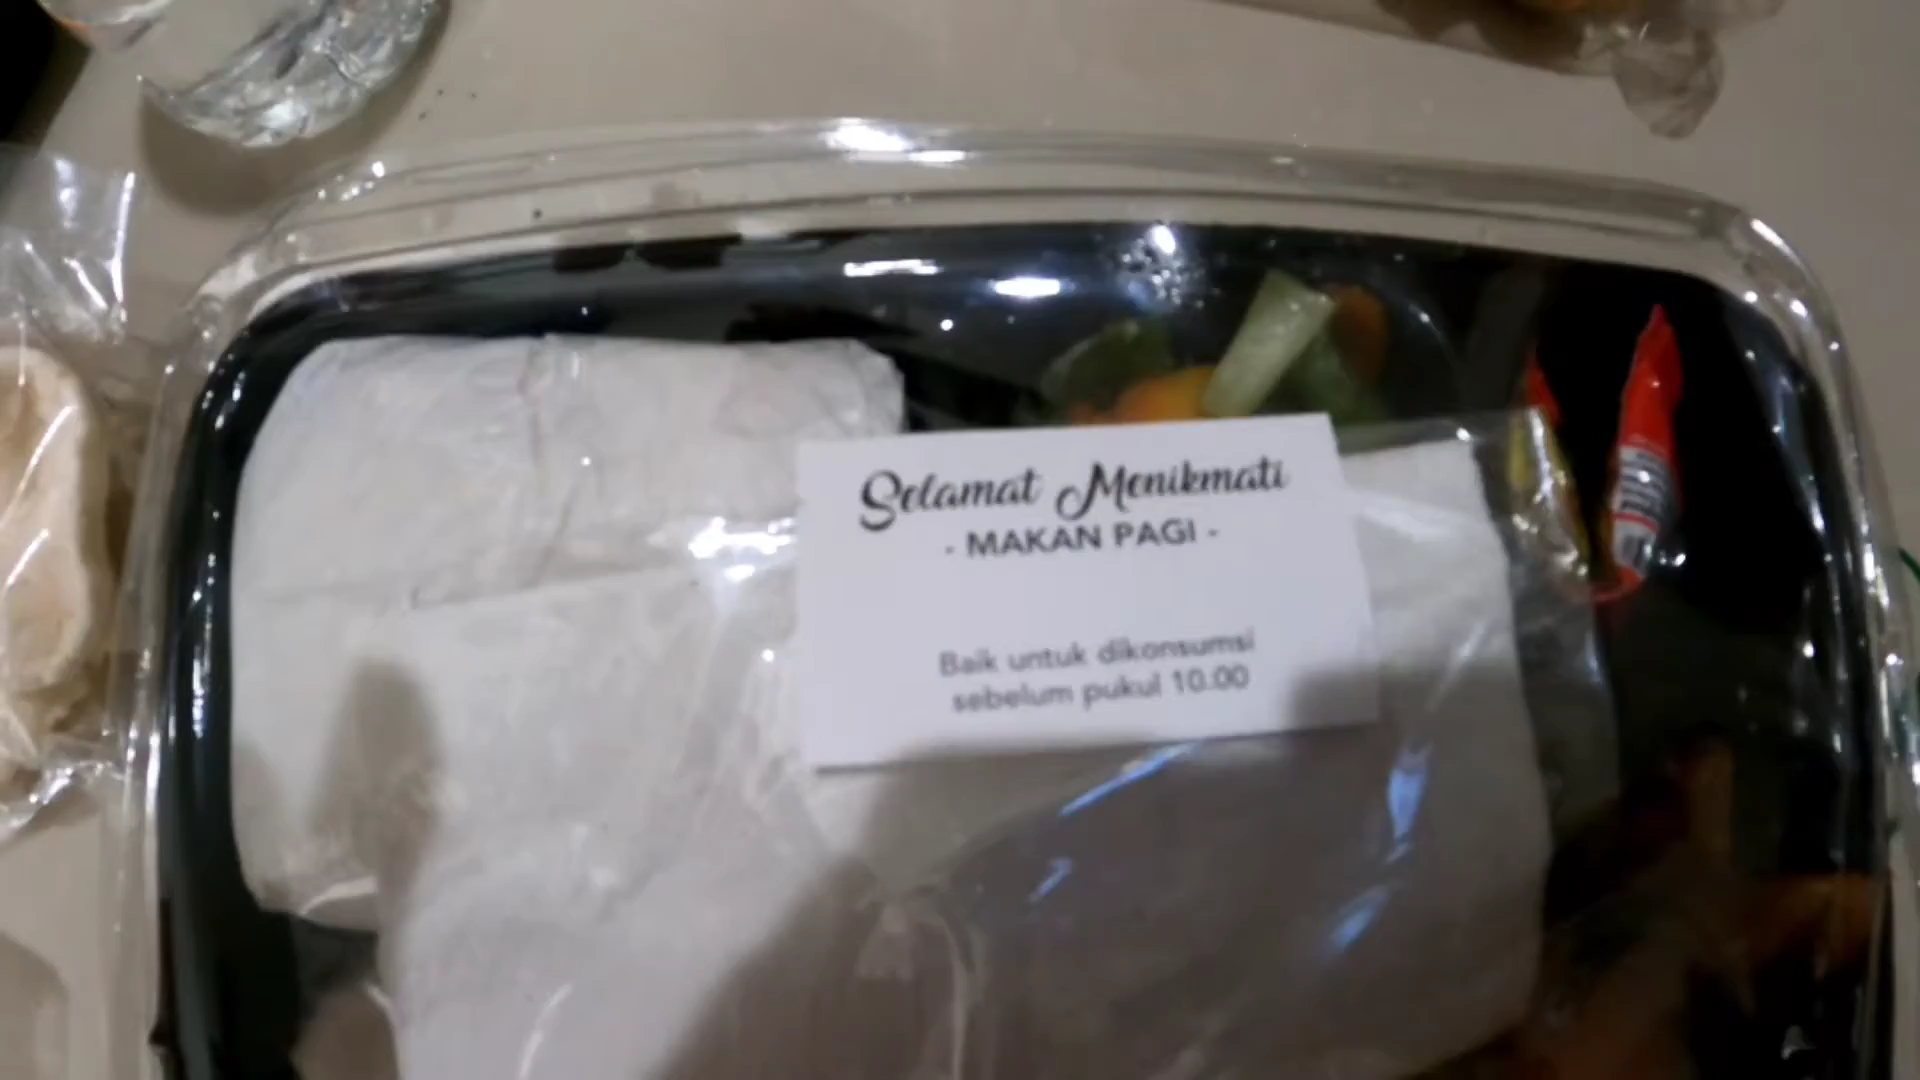 Selamat Menikmati
- MAKAN PAGI -
Baik untuk dikonsumsi
sebelum pukul 10.00